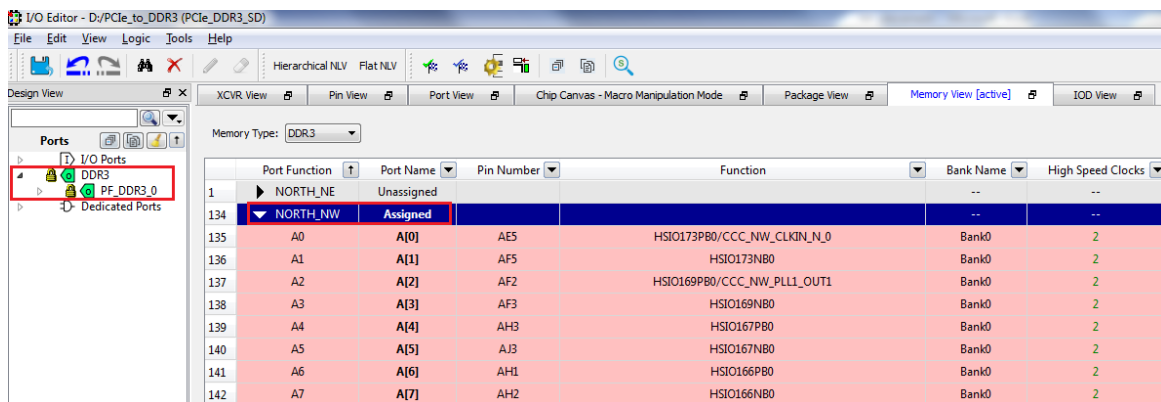 I/O Editor - D:/PCIe_to_DDR3 (PCIe_DDR3_SD)
File Edit View Logic Tools Help
Hierarchical NLV Flat NLV
Design View
XCVR View Pin View Port View Chip Canvas - Macro Manipulation Mode Package View Memory View [active] IOD View
Ports
I/O Ports
DDR3
PF_DDR3_0
Dedicated Ports
Memory Type: DDR3
Port Function Port Name Pin Number Function Bank Name High Speed Clocks
1 NORTH_NE Unassigned -- --
134 NORTH_NW Assigned -- --
135 A0 A[0] AE5 HSIO173PB0/CCC_NW_CLKIN_N_0 Bank0 2
136 A1 A[1] AF5 HSIO173NB0 Bank0 2
137 A2 A[2] AF2 HSIO169PB0/CCC_NW_PLL1_OUT1 Bank0 2
138 A3 A[3] AF3 HSIO169NB0 Bank0 2
139 A4 A[4] AH3 HSIO167PB0 Bank0 2
140 A5 A[5] AJ3 HSIO167NB0 Bank0 2
141 A6 A[6] AH1 HSIO166PB0 Bank0 2
142 A7 A[7] AH2 HSIO166NB0 Bank0 2